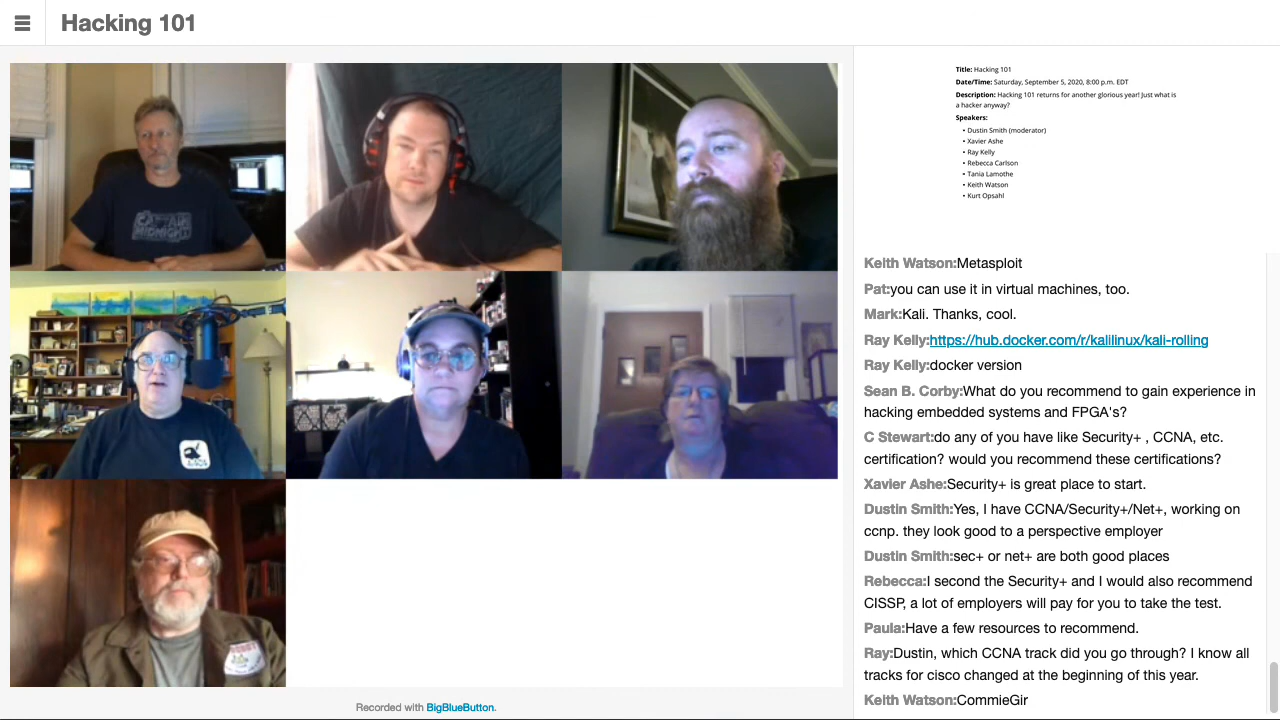 Hacking 101
CAPTAIN
MIDNIGHT
Title: Hacking 101
Date/Time: Saturday, September 5, 2020, 8:00 p.m. EDT
Description: Hacking 101 returns for another glorious year! Just what is
a hacker anyway?
Speakers:
• Dustin Smith (moderator)
• Xavier Ashe
• Ray Kelly
• Rebecca Carlson
• Tania Lamothe
• Keith Watson
• Kurt Opsahl
Keith Watson:Metasploit
Pat:you can use it in virtual machines, too.
Mark:Kali. Thanks, cool.
Ray Kelly:https://hub.docker.com/r/kalilinux/kali-rolling
Ray Kelly:docker version
Sean B. Corby:What do you recommend to gain experience in
hacking embedded systems and FPGA's?
C Stewart:do any of you have like Security+ , CCNA, etc.
certification? would you recommend these certifications?
Xavier Ashe:Security+ is great place to start.
Dustin Smith:Yes, I have CCNA/Security+/Net+, working on
ccnp. they look good to a perspective employer
Dustin Smith:sec+ or net+ are both good places
Rebecca:I second the Security+ and I would also recommend
CISSP, a lot of employers will pay for you to take the test.
Paula:Have a few resources to recommend.
Ray:Dustin, which CCNA track did you go through? I know all
tracks for cisco changed at the beginning of this year.
Keith Watson:CommieGir
Recorded with BigBlueButton.